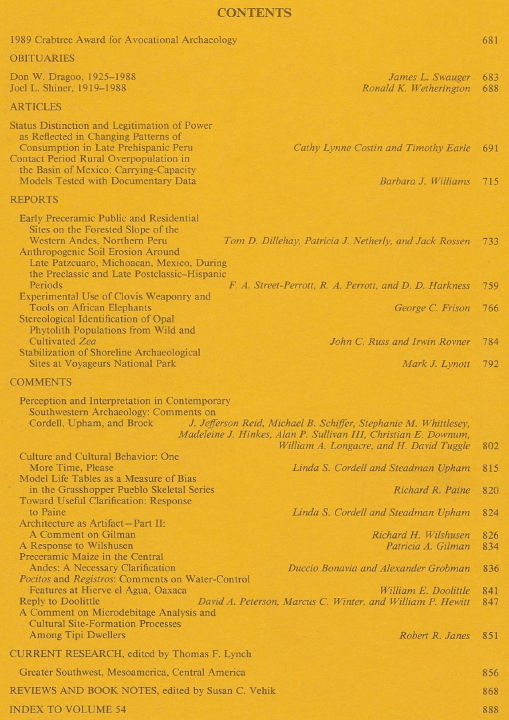 CONTENTS
1989 Crabtree Award for Avocational Archaeology 681
OBITUARIES
Don W. Dragoo, 1925–1988 James L. Swauger 683
Joel L. Shiner, 1919–1988 Ronald K. Wetherington 688
ARTICLES
Status Distinction and Legitimation of Power
as Reflected in Changing Patterns of
Consumption in Late Prehispanic Peru Cathy Lynne Costin and Timothy Earle 691
Contact Period Rural Overpopulation in
the Basin of Mexico: Carrying-Capacity
Models Tested with Documentary Data Barbara J. Williams 715
REPORTS
Early Preceramic Public and Residential
Sites on the Forested Slope of the
Western Andes, Northern Peru Tom D. Dillehay, Patricia J. Netherly, and Jack Rossen 733
Anthropogenic Soil Erosion Around
Late Patzcuaro, Michoacan, Mexico, During
the Preclassic and Late Postclassic–Hispanic
Periods F. A. Street-Perrott, R. A. Perrott, and D. D. Harkness 759
Experimental Use of Clovis Weaponry and
Tools on African Elephants George C. Frison 766
Stereological Identification of Opal
Phytolith Populations from Wild and
Cultivated Zea John C. Russ and Irwin Rovner 784
Stabilization of Shoreline Archaeological
Sites at Voyageurs National Park Mark J. Lynott 792
COMMENTS
Perception and Interpretation in Contemporary
Southwestern Archaeology: Comments on
Cordell, Upham, and Brock J. Jefferson Reid, Michael B. Schiffer, Stephanie M. Whittlesey,
Madeleine J. Hinkes, Alan P. Sullivan III, Christian E. Downum,
William A. Longacre, and H. David Tuggle 802
Culture and Cultural Behavior: One
More Time, Please Linda S. Cordell and Steadman Upham 815
Model Life Tables as a Measure of Bias
in the Grasshopper Pueblo Skeletal Series Richard R. Paine 820
Toward Useful Clarification: Response
to Paine Linda S. Cordell and Steadman Upham 824
Architecture as Artifact—Part II:
A Comment on Gilman Richard H. Wilshusen 826
A Response to Wilshusen Patricia A. Gilman 834
Preceramic Maize in the Central
Andes: A Necessary Clarification Duccio Bonavia and Alexander Grobman 836
Pocitos and Registros: Comments on Water-Control
Features at Hierve el Agua, Oaxaca William E. Doolittle 841
Reply to Doolittle David A. Peterson, Marcus C. Winter, and William P. Hewitt 847
A Comment on Microdebitage Analysis and
Cultural Site-Formation Processes
Among Tipi Dwellers Robert R. Janes 851
CURRENT RESEARCH, edited by Thomas F. Lynch
Greater Southwest, Mesoamerica, Central America 856
REVIEWS AND BOOK NOTES, edited by Susan C. Vehik 868
INDEX TO VOLUME 54 888